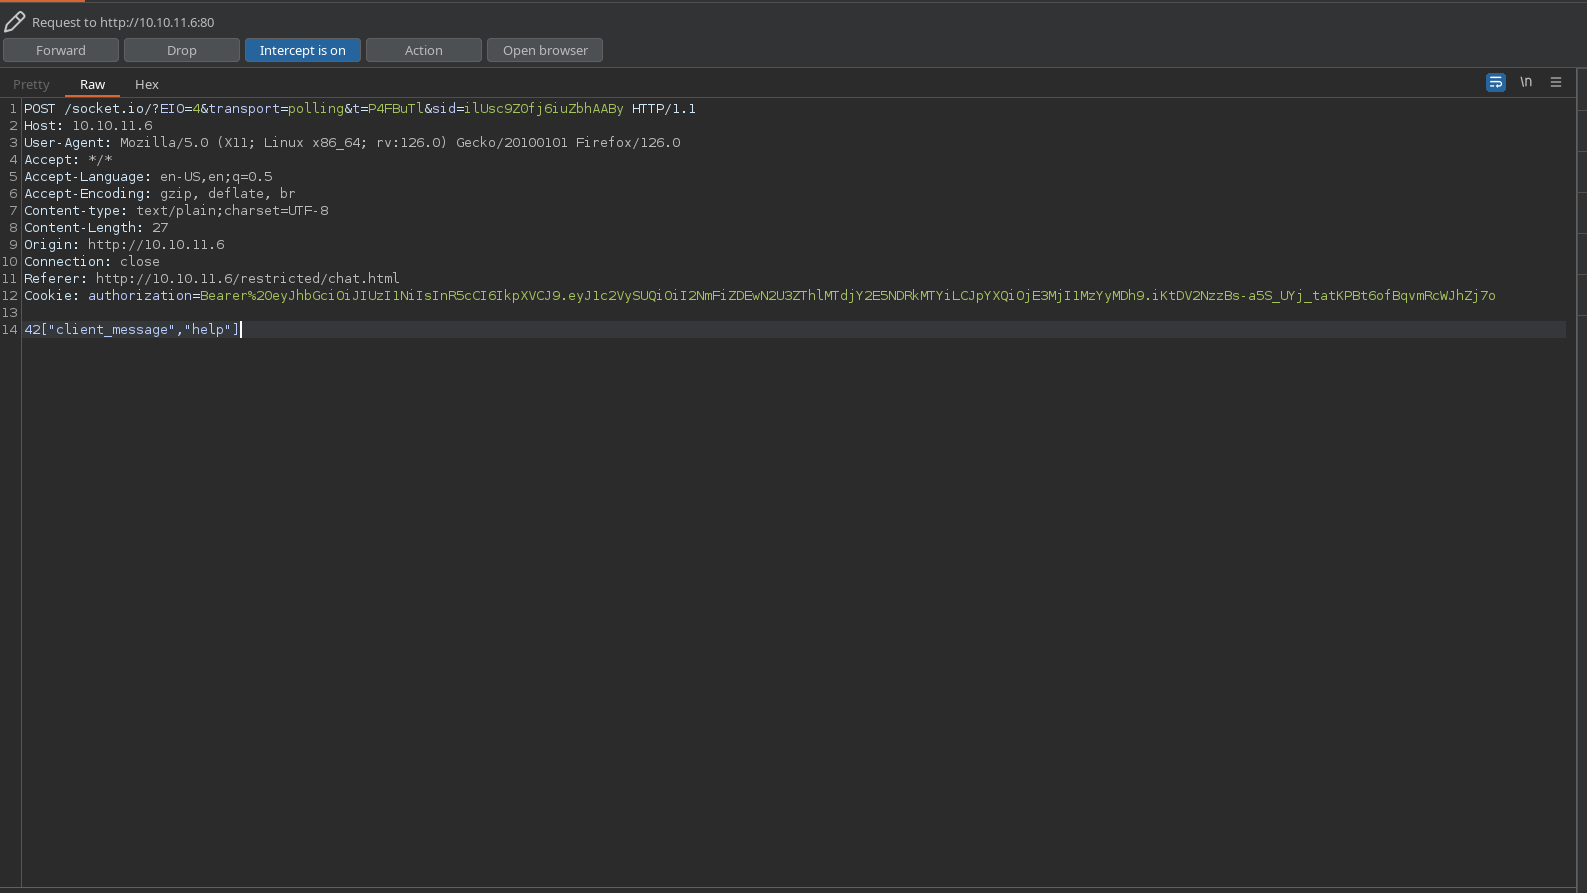 Request to http://10.10.11.6:80
Forward Drop Intercept is on Action Open browser
Pretty Raw Hex \n
1 POST /socket.io/?EIO=4&transport=polling&t=P4FBuTl&sid=ilUsc9Z0fj6iuZbhAABy HTTP/1.1
2 Host: 10.10.11.6
3 User-Agent: Mozilla/5.0 (X11; Linux x86_64; rv:126.0) Gecko/20100101 Firefox/126.0
4 Accept: */*
5 Accept-Language: en-US,en;q=0.5
6 Accept-Encoding: gzip, deflate, br
7 Content-type: text/plain;charset=UTF-8
8 Content-Length: 27
9 Origin: http://10.10.11.6
10 Connection: close
11 Referer: http://10.10.11.6/restricted/chat.html
12 Cookie: authorization=Bearer%20eyJhbGciOiJIUzI1NiIsInR5cCI6IkpXVCJ9.eyJ1c2VySUQiOiI2NmFiZDEwN2U3ZThlMTdjY2E5NDRkMTYiLCJpYXQiOjE3MjI1MzYyMDh9.iKtDV2NzzBs-a5S_UYj_tatKPBt6ofBqvmRcWJhZj7o
13
14 42["client_message","help"]